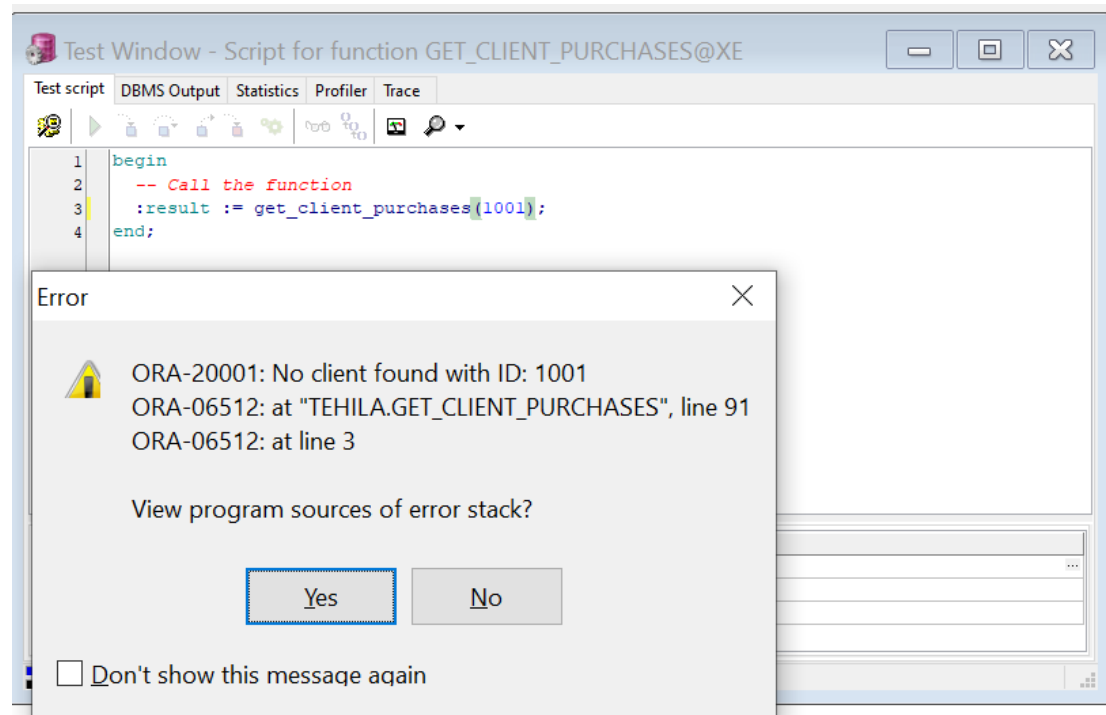 Test Window - Script for function GET_CLIENT_PURCHASES@XE
Test script DBMS Output Statistics Profiler Trace
1 begin
2 -- Call the function
3 :result := get_client_purchases(1001);
4 end;
Error
ORA-20001: No client found with ID: 1001
ORA-06512: at "TEHILA.GET_CLIENT_PURCHASES", line 91
ORA-06512: at line 3
View program sources of error stack?
Yes No
...
Don't show this message again